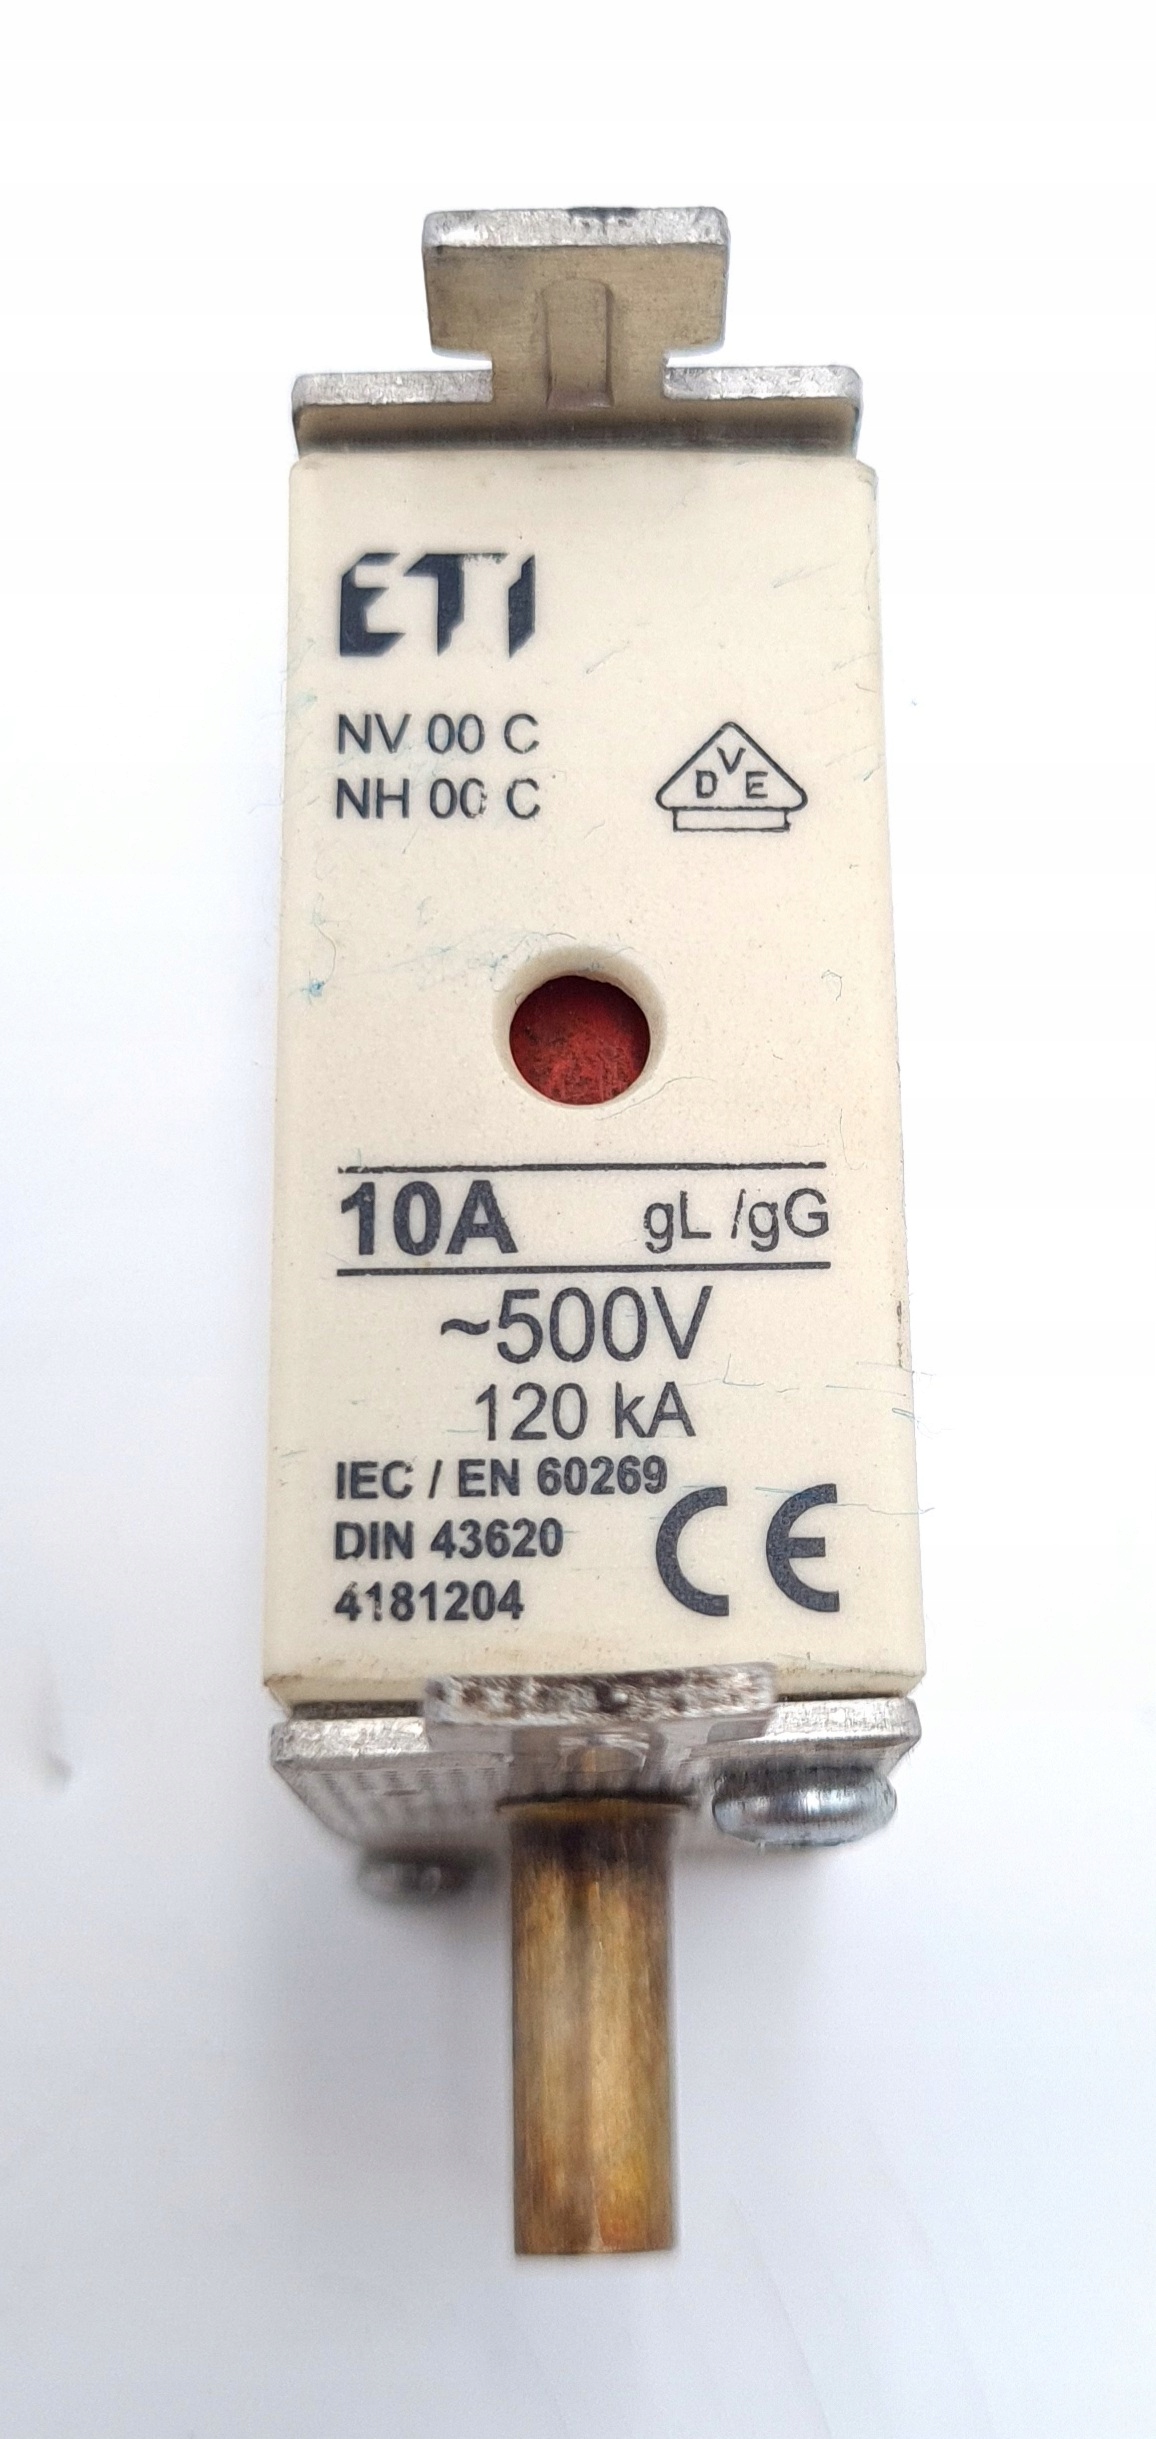 ETI
NV 00 C
NH 00 C
DVE
10A gL /gG
~500V
120 kA
IEC / EN 60269
DIN 43620
4181204
CE